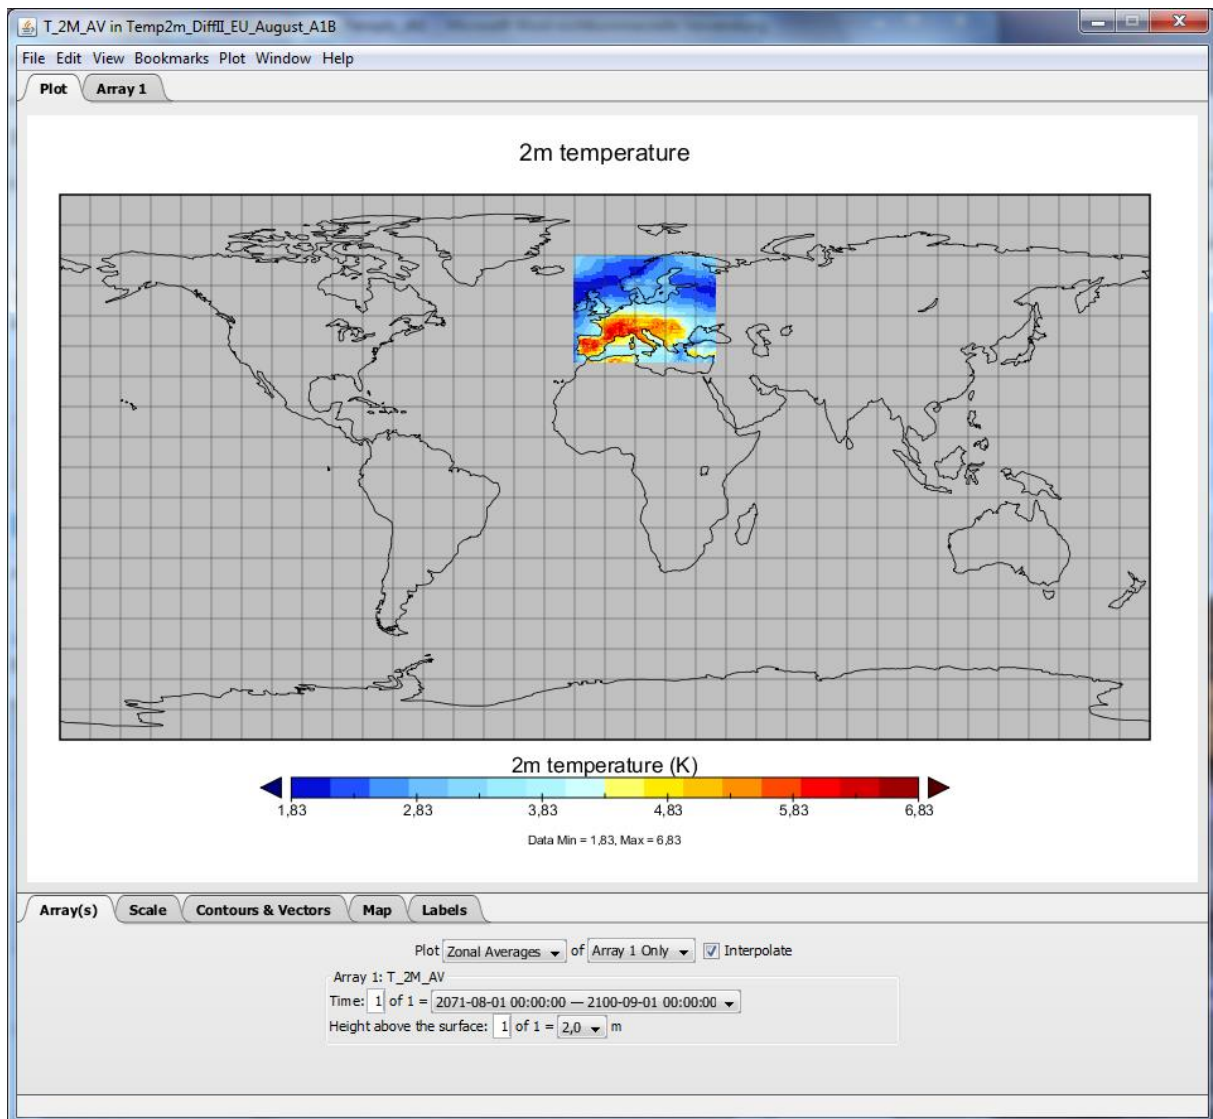 T_2M_AV in Temp2m_DiffII_EU_August_A1B
File Edit View Bookmarks Plot Window Help
Plot Array 1
2m temperature
2m temperature (K)
1,83 2,83 3,83 4,83 5,83 6,83
Data Min = 1,83, Max = 6,83
Array(s) Scale Contours & Vectors Map Labels
Plot Zonal Averages of Array 1 Only Interpolate
Array 1: T_2M_AV
Time: 1 of 1 = 2071-08-01 00:00:00 — 2100-09-01 00:00:00
Height above the surface: 1 of 1 = 2,0 m